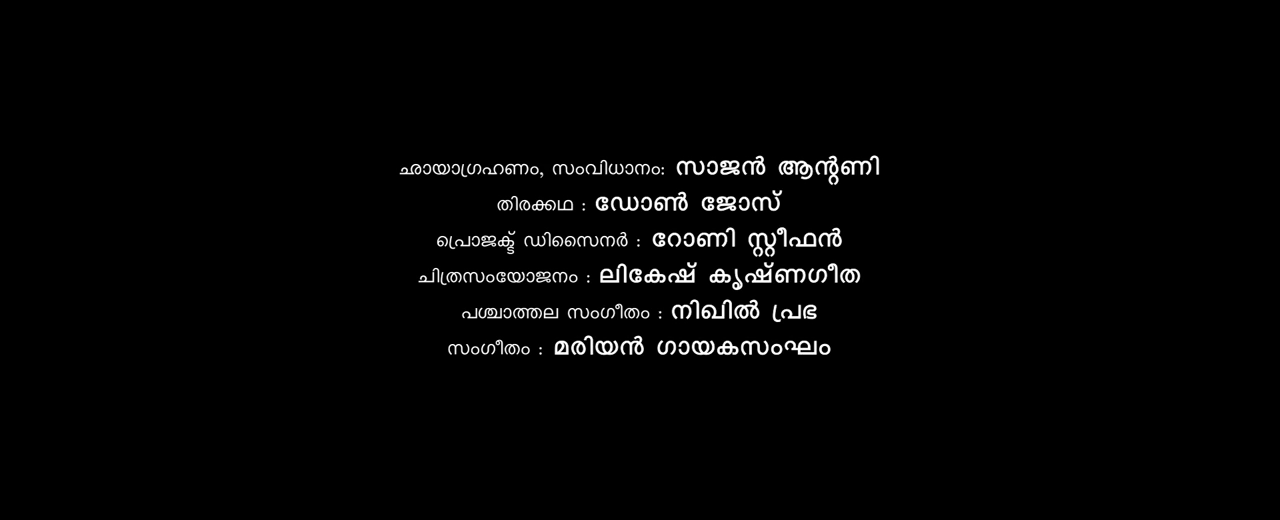 ഛായാഗ്രഹണം, സംവിധാനം: സാജൻ ആന്റണി
തിരക്കഥ : ഡോൺ ജോസ്
പ്രൊജക്ട് ഡിസൈനർ : റോണി സ്റ്റീഫൻ
ചിത്രസംയോജനം : ലികേഷ് കൃഷ്ണഗീത
പശ്ചാത്തല സംഗീതം : നിഖിൽ പ്രഭ
സംഗീതം : മരിയൻ ഗായകസംഘം